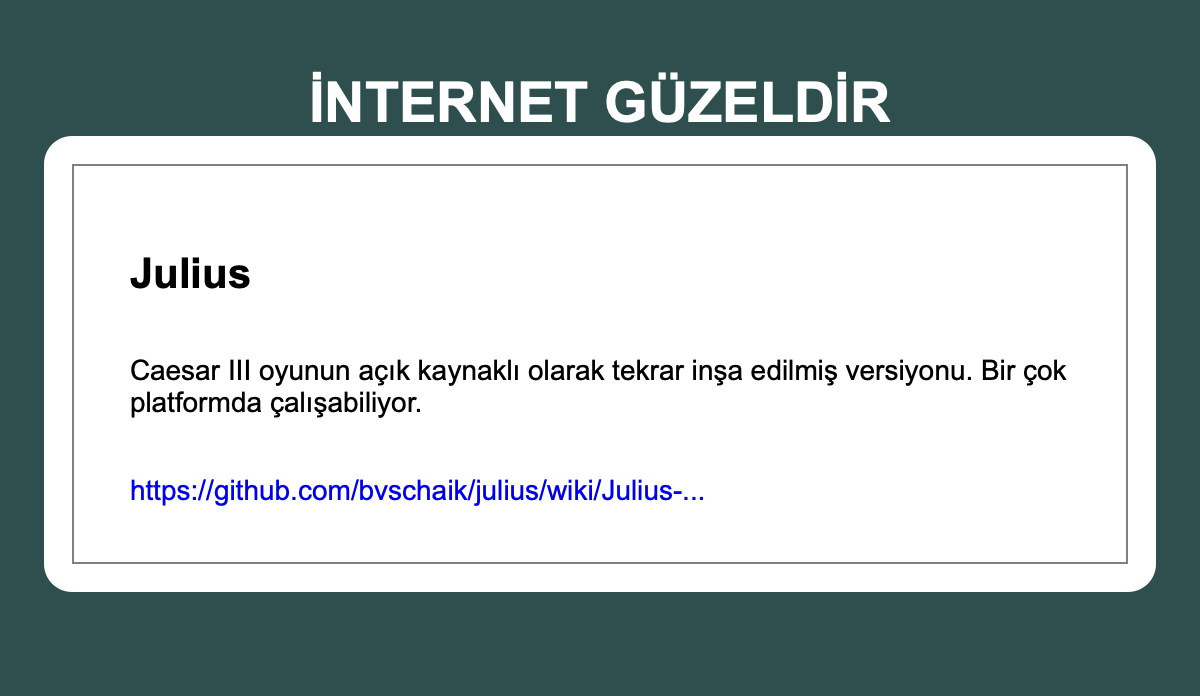 İNTERNET GÜZELDİR
Julius
Caesar III oyunun açık kaynaklı olarak tekrar inşa edilmiş versiyonu. Bir çok
platformda çalışabiliyor.
https://github.com/bvschaik/julius/wiki/Julius-...